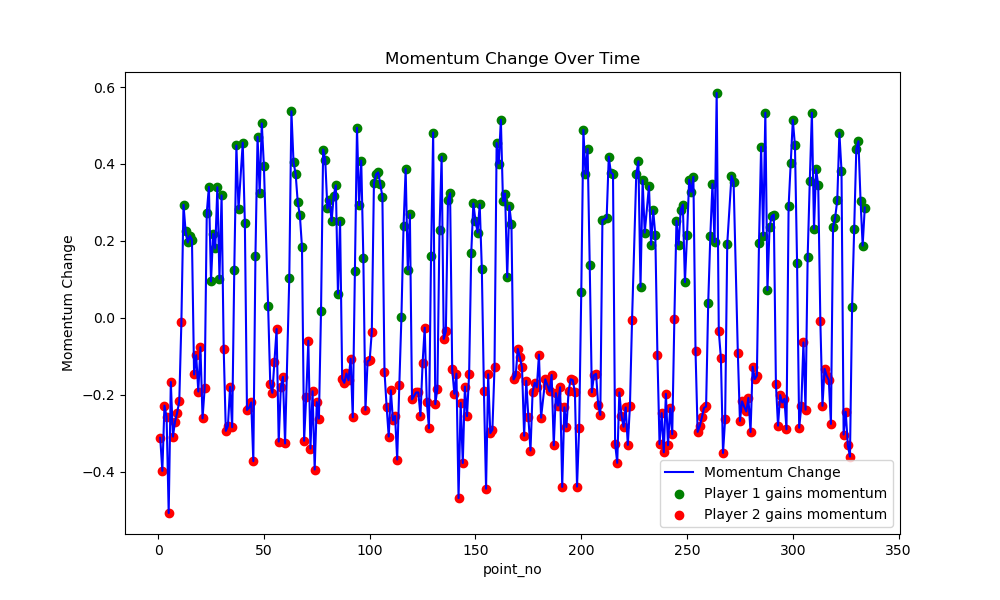 Momentum Change Over Time
Momentum Change
0.6
0.4
0.2
0.0
−0.2
−0.4
Momentum Change
Player 1 gains momentum
Player 2 gains momentum
0
50
100
150
200
250
300
350
point_no